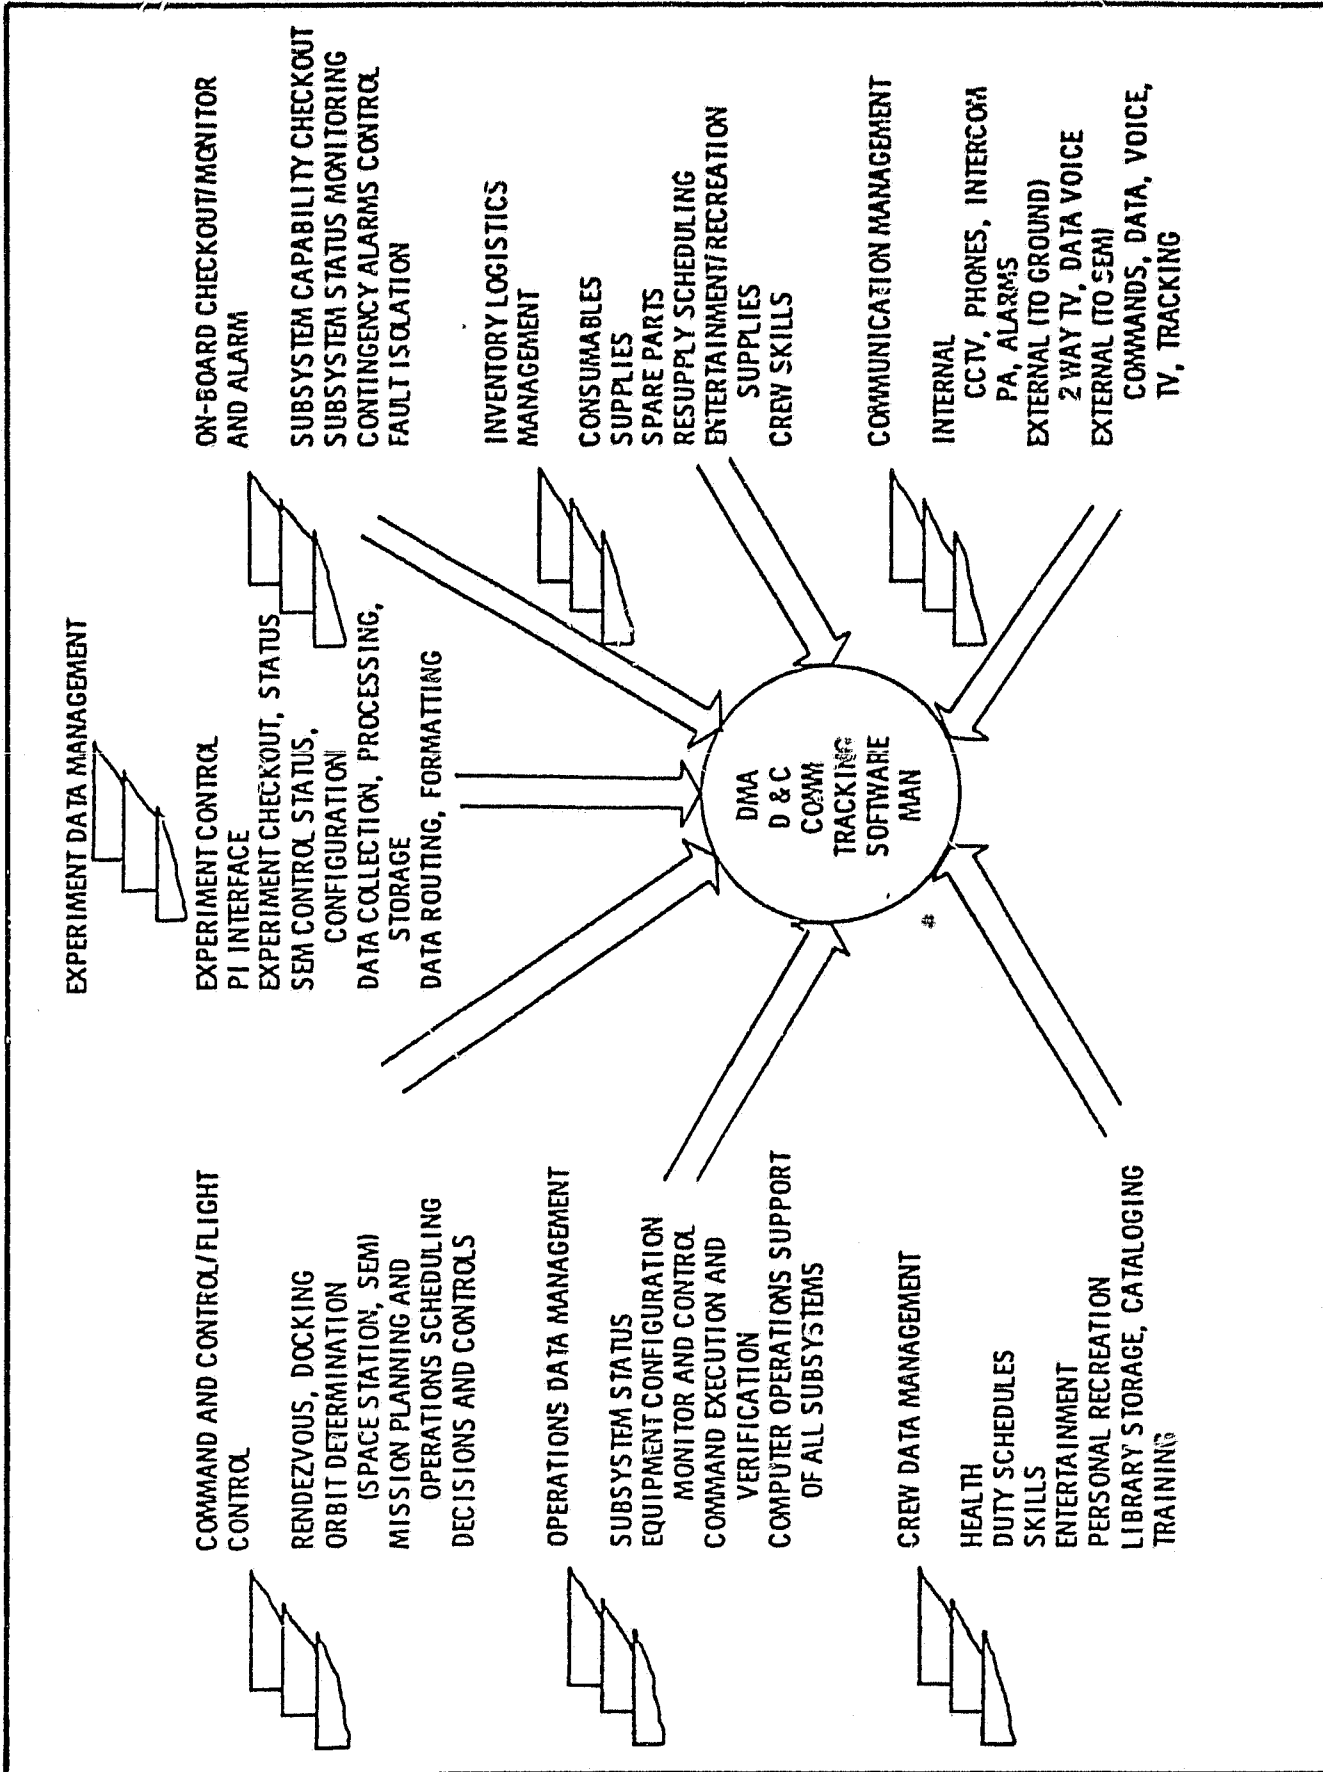 EXPERIMENT DATA MANAGEMENT
EXPERIMENT CONTROL
PI INTERFACE
EXPERIMENT CHECKOUT, STATUS
SEM CONTROL STATUS,
CONFIGURATION
DATA COLLECTION, PROCESSING,
STORAGE
DATA ROUTING, FORMATTING
COMMAND AND CONTROL/FLIGHT
CONTROL
RENDEZVOUS, DOCKING
ORBIT DETERMINATION
(SPACE STATION, SEM)
MISSION PLANNING AND
OPERATIONS SCHEDULING
DECISIONS AND CONTROLS
OPERATIONS DATA MANAGEMENT
SUBSYSTEM STATUS
EQUIPMENT CONFIGURATION
MONITOR AND CONTROL
COMMAND EXECUTION AND
VERIFICATION
COMPUTER OPERATIONS SUPPORT
OF ALL SUBSYSTEMS
CREW DATA MANAGEMENT
HEALTH
DUTY SCHEDULES
SKILLS
ENTERTAINMENT
PERSONAL RECREATION
LIBRARY STORAGE, CATALOGING
TRAINING
DMA
D & C
COMM
TRACKING
SOFTWARE
MAN
ON-BOARD CHECKOUT/MONITOR
AND ALARM
SUBSYSTEM CAPABILITY CHECKOUT
SUBSYSTEM STATUS MONITORING
CONTINGENCY ALARMS CONTROL
FAULT ISOLATION
INVENTORY LOGISTICS
MANAGEMENT
CONSUMABLES
SUPPLIES
SPARE PARTS
RESUPPLY SCHEDULING
ENTERTAINMENT/RECREATION
SUPPLIES
CREW SKILLS
COMMUNICATION MANAGEMENT
INTERNAL
CCTV, PHONES, INTERCOM
PA, ALARMS
EXTERNAL (TO GROUND)
2 WAY TV, DATA VOICE
EXTERNAL (TO SEM)
COMMANDS, DATA, VOICE,
TV, TRACKING